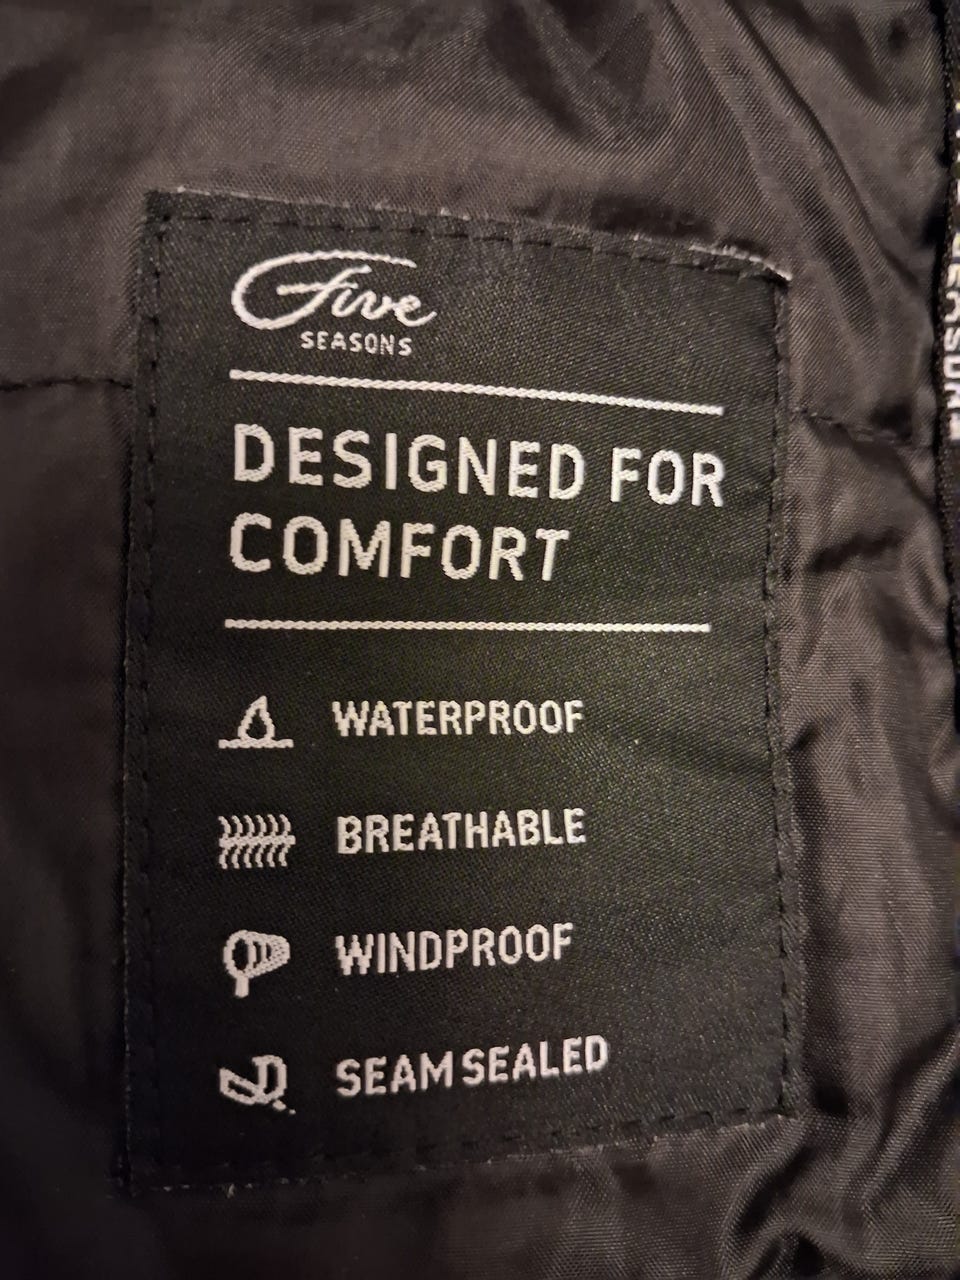 Five
SEASONS
DESIGNED FOR
COMFORT
WATERPROOF
BREATHABLE
WINDPROOF
SEAM SEALED